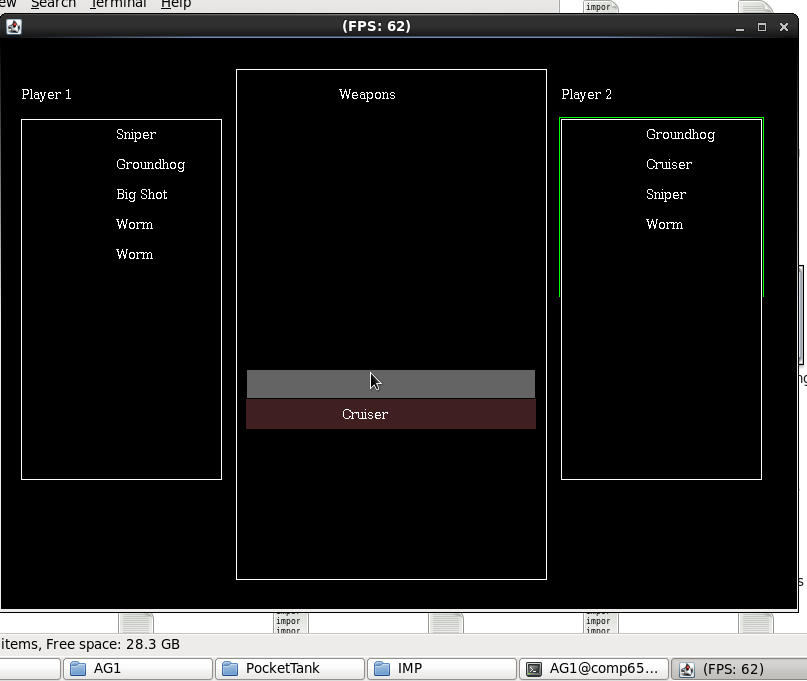 ew Search Terminal Help
impor
(FPS: 62)
Player 1
Sniper
Groundhog
Big Shot
Worm
Worm
Weapons
Cruiser
Player 2
Groundhog
Cruiser
Sniper
Worm
ng
s
impor
impor
impor
impor
items, Free space: 28.3 GB
AG1
PocketTank
IMP
AG1@comp65...
(FPS: 62)